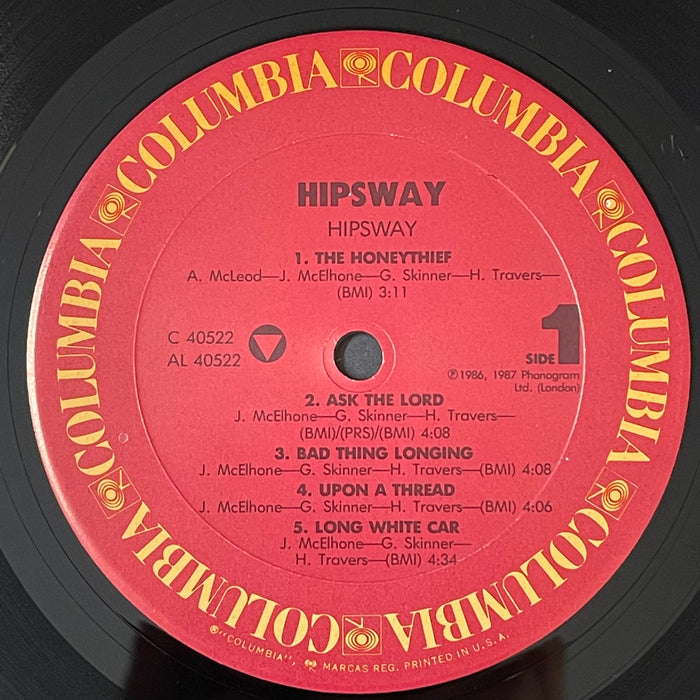 COLUMBIA COLUMBIA COLUMBIA COLUMBIA COLUMBIA COLUMBIA COLUMBIA COLUMBIA
HIPSWAY
HIPSWAY
1. THE HONEYTHIEF
A. McLeod—J. McElhone—G. Skinner—H. Travers—
(BMI) 3:11
C 40522
AL 40522
SIDE 1
℗1986, 1987 Phonogram
Ltd. (London)
2. ASK THE LORD
J. McElhone—G. Skinner—H. Travers—
(BMI)/(PRS)/(BMI) 4:08
3. BAD THING LONGING
J. McElhone—G. Skinner—H. Travers—(BMI) 4:08
4. UPON A THREAD
J. McElhone—G. Skinner—H. Travers—(BMI) 4:06
5. LONG WHITE CAR
J. McElhone—G. Skinner—
H. Travers—(BMI) 4:34
®"COLUMBIA", MARCAS REG. PRINTED IN U.S.A.